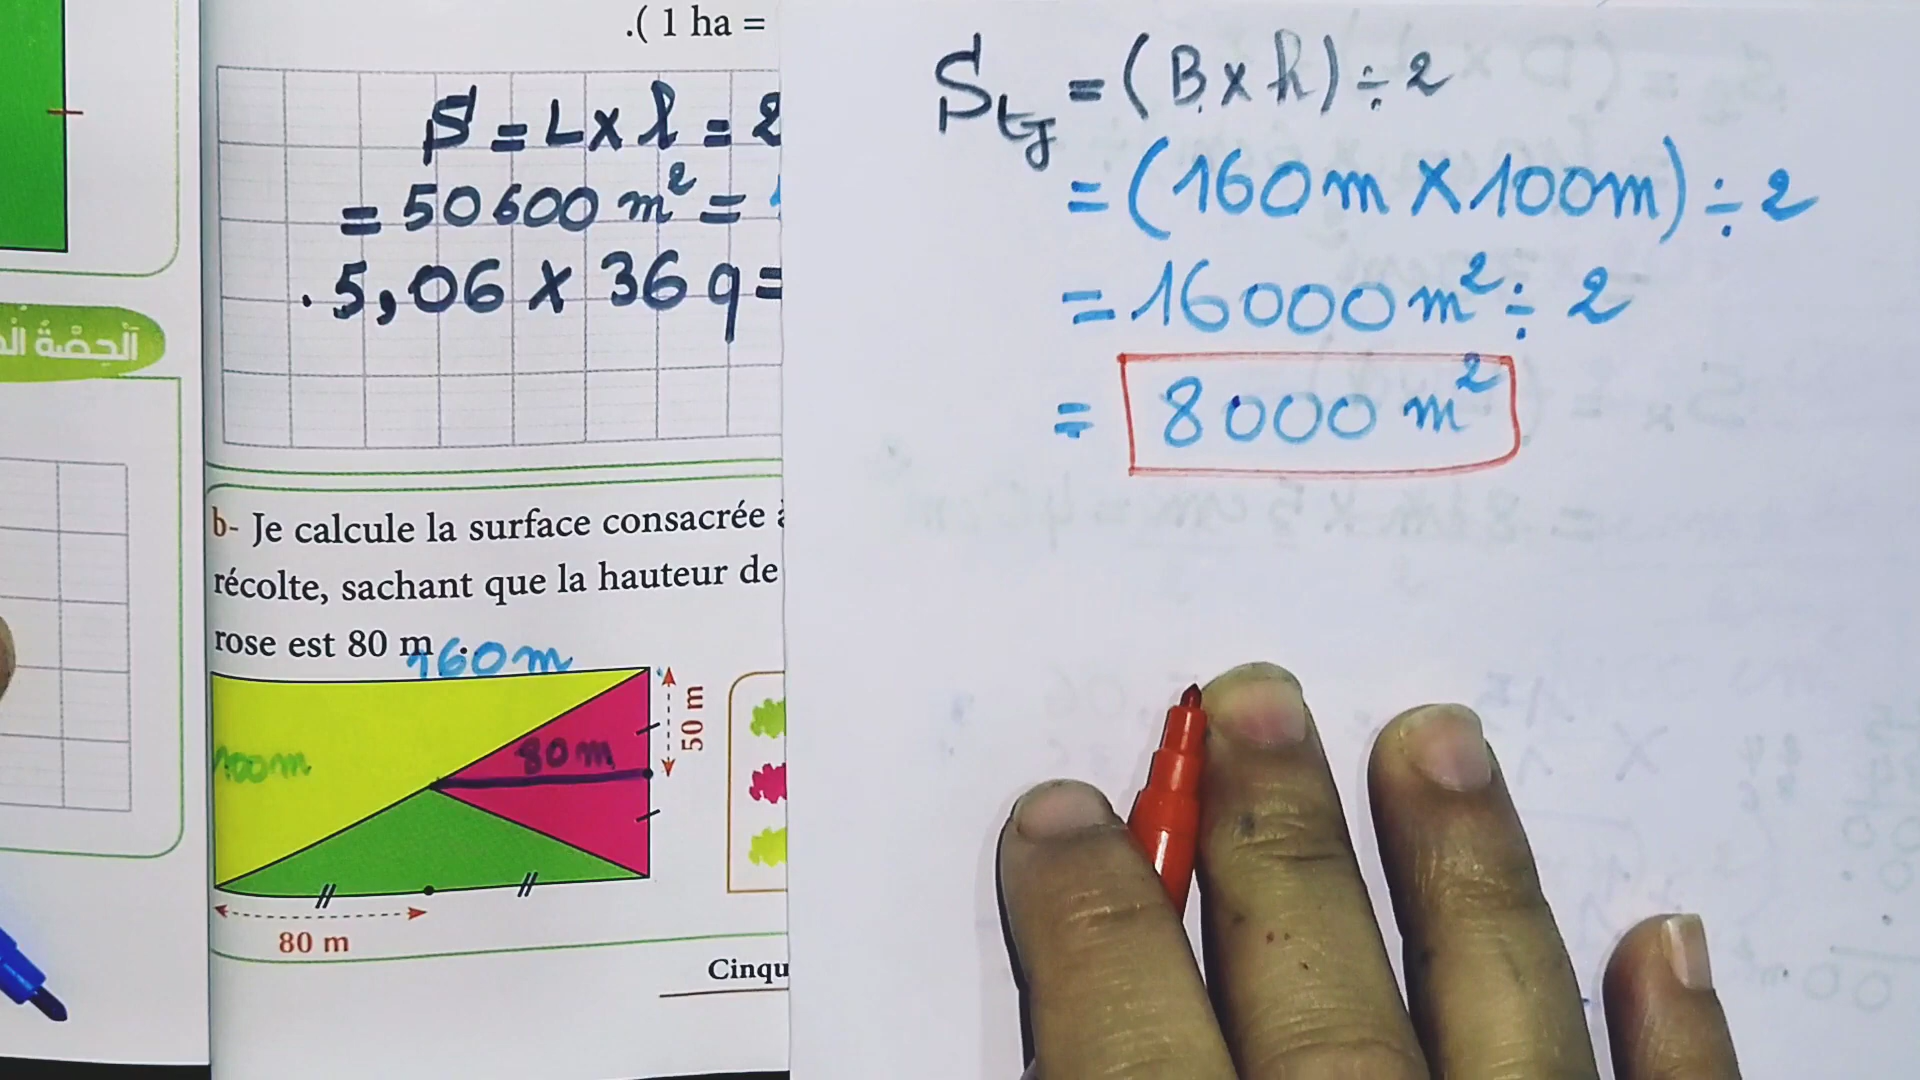 .( 1 ha =
S = L x l = 2
= 50600 m² =
. 5,06 x 36 q =
b- Je calcule la surface consacrée
récolte, sachant que la hauteur de
rose est 80 m
160m
100m
80m
50 m
80 m
Cinqu
S tj = (B x h) ÷ 2
= (160m x 100m) ÷ 2
= 16000 m² ÷ 2
= 8000 m²